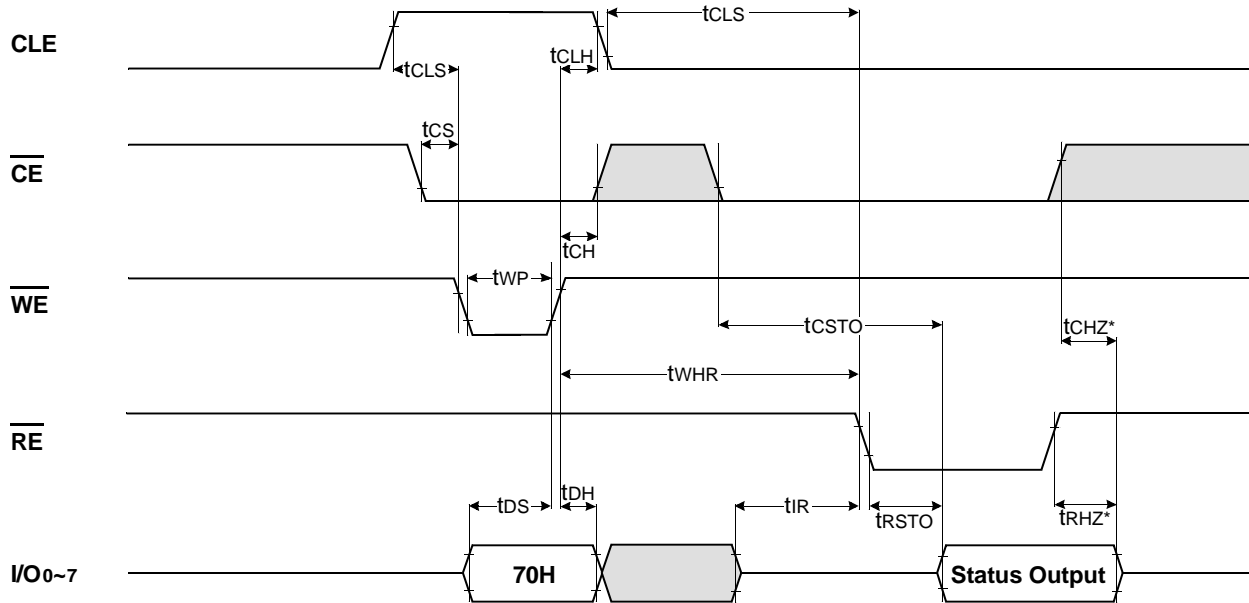 tCLS
CLE
tCLH
tCLS
tCS
CE
tCH
tWP
WE
tCSTO
tCHZ*
tWHR
RE
tDH
tDS
tIR
tRSTO
tRHZ*
I/O0~7
70H
Status Output